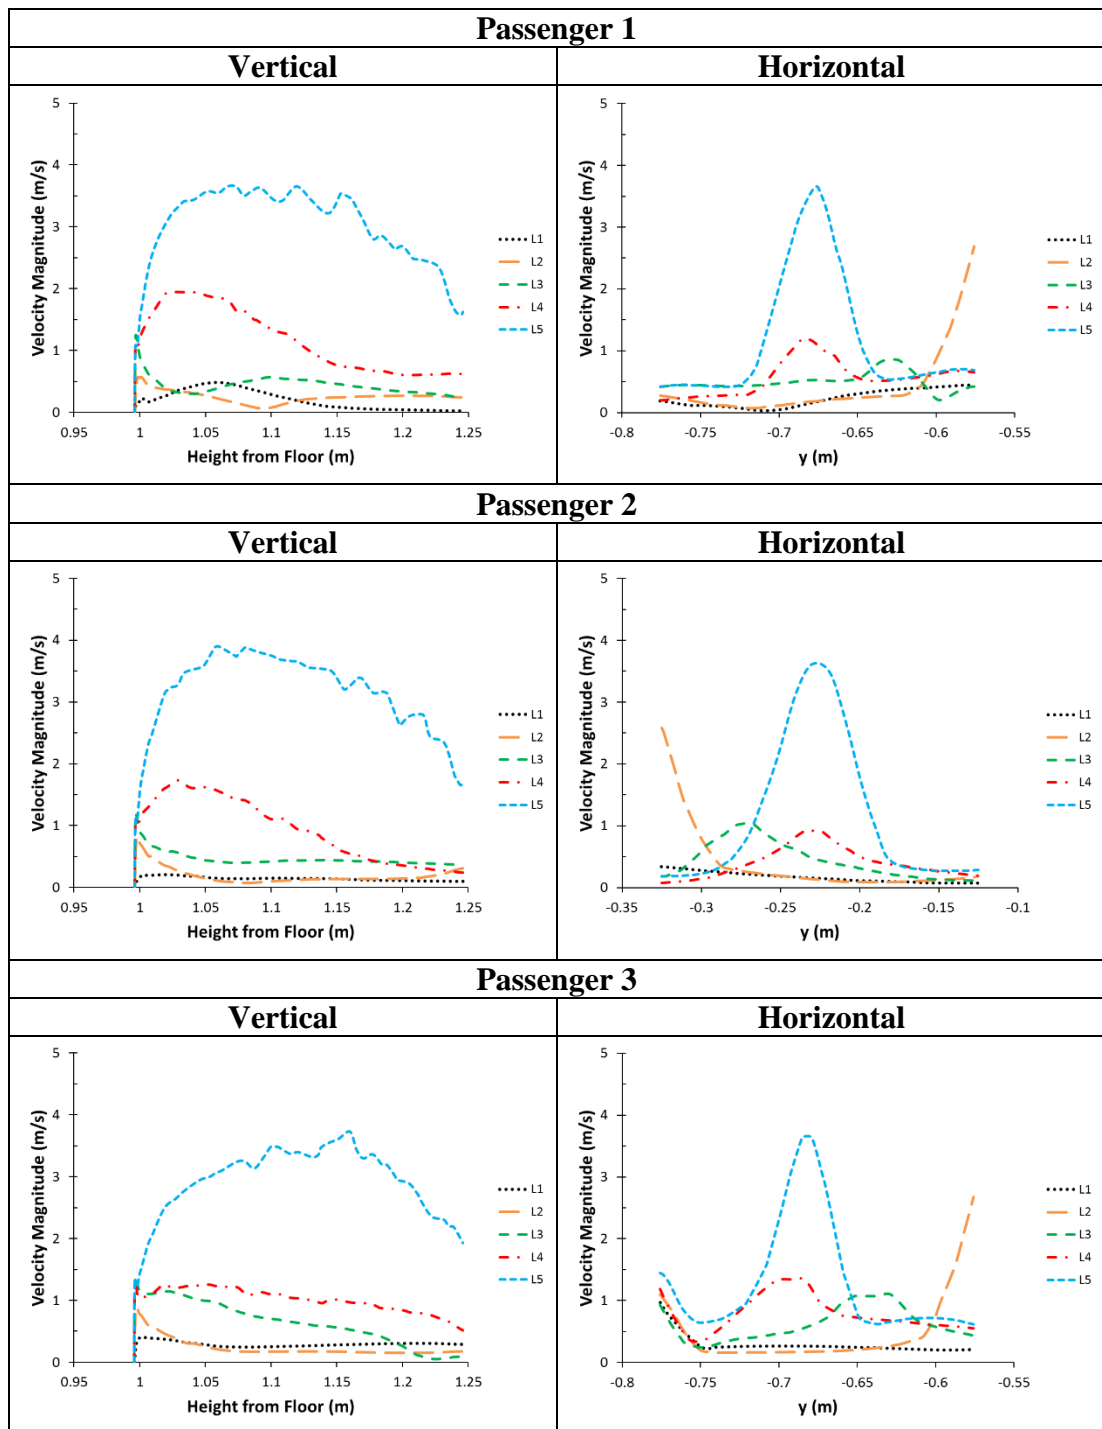 Passenger 1
Vertical
Horizontal
5
4
3
2
1
0
0.95
1
1.05
1.1
1.15
1.2
1.25
Velocity Magnitude (m/s)
Height from Floor (m)
L1
L2
L3
L4
L5
5
4
3
2
1
0
-0.8
-0.75
-0.7
-0.65
-0.6
-0.55
Velocity Magnitude (m/s)
y (m)
L1
L2
L3
L4
L5
Passenger 2
Vertical
Horizontal
5
4
3
2
1
0
0.95
1
1.05
1.1
1.15
1.2
1.25
Velocity Magnitude (m/s)
Height from Floor (m)
L1
L2
L3
L4
L5
5
4
3
2
1
0
-0.35
-0.3
-0.25
-0.2
-0.15
-0.1
Velocity Magnitude (m/s)
y (m)
L1
L2
L3
L4
L5
Passenger 3
Vertical
Horizontal
5
4
3
2
1
0
0.95
1
1.05
1.1
1.15
1.2
1.25
Velocity Magnitude (m/s)
Height from Floor (m)
L1
L2
L3
L4
L5
5
4
3
2
1
0
-0.8
-0.75
-0.7
-0.65
-0.6
-0.55
Velocity Magnitude (m/s)
y (m)
L1
L2
L3
L4
L5